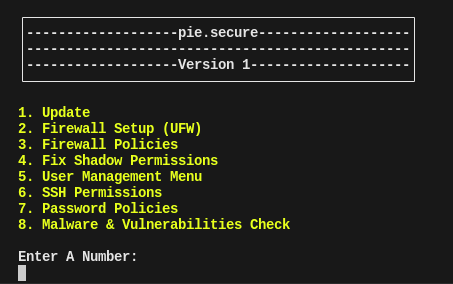 -------------------pie.secure-------------------
------------------------------------------------
-------------------Version 1--------------------
1. Update
2. Firewall Setup (UFW)
3. Firewall Policies
4. Fix Shadow Permissions
5. User Management Menu
6. SSH Permissions
7. Password Policies
8. Malware & Vulnerabilities Check
Enter A Number: